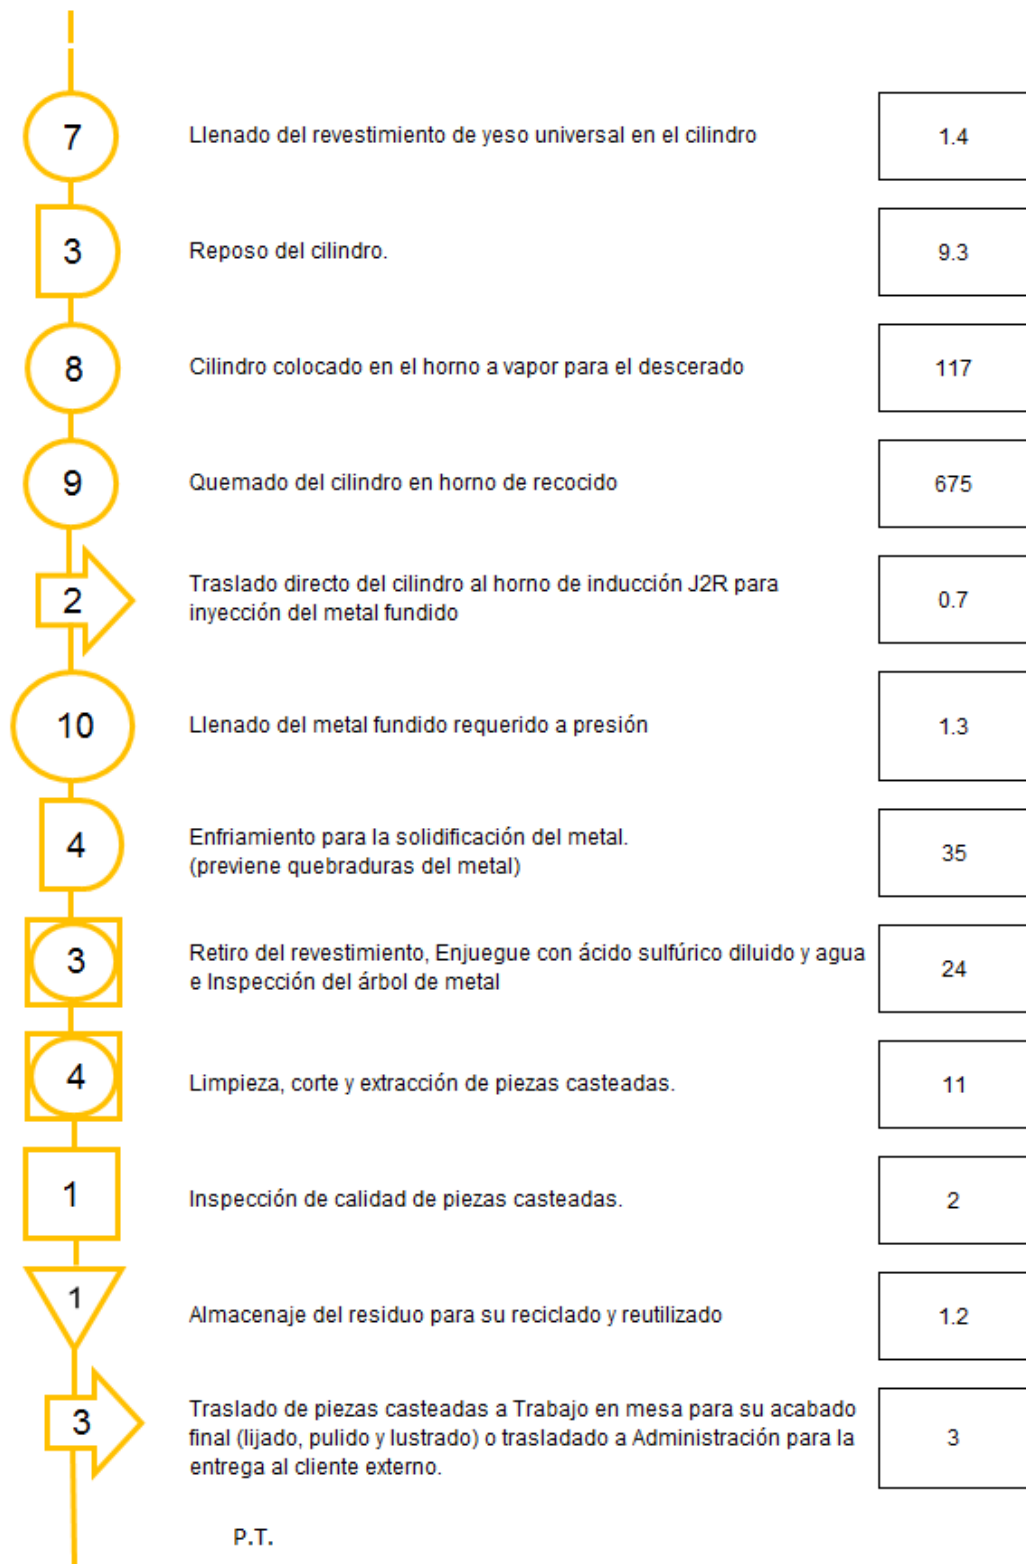 7 Llenado del revestimiento de yeso universal en el cilindro 1.4
3 Reposo del cilindro. 9.3
8 Cilindro colocado en el horno a vapor para el descerado 117
9 Quemado del cilindro en horno de recocido 675
Traslado directo del cilindro al horno de inducción J2R para
2 0.7
inyección del metal fundido
10 Llenado del metal fundido requerido a presión 1.3
Enfriamiento para la solidificación del metal.
4 35
(previene quebraduras del metal)
Retiro del revestimiento, Enjuegue con ácido sulfúrico diluido y agua
3 24
e Inspección del árbol de metal
4 Limpieza, corte y extracción de piezas casteadas. 11
1 Inspección de calidad de piezas casteadas. 2
1 Almacenaje del residuo para su reciclado y reutilizado 1.2
Traslado de piezas casteadas a Trabajo en mesa para su acabado
3 final (lijado, pulido y lustrado) o trasladado a Administración para la 3
entrega al cliente externo.
P.T.